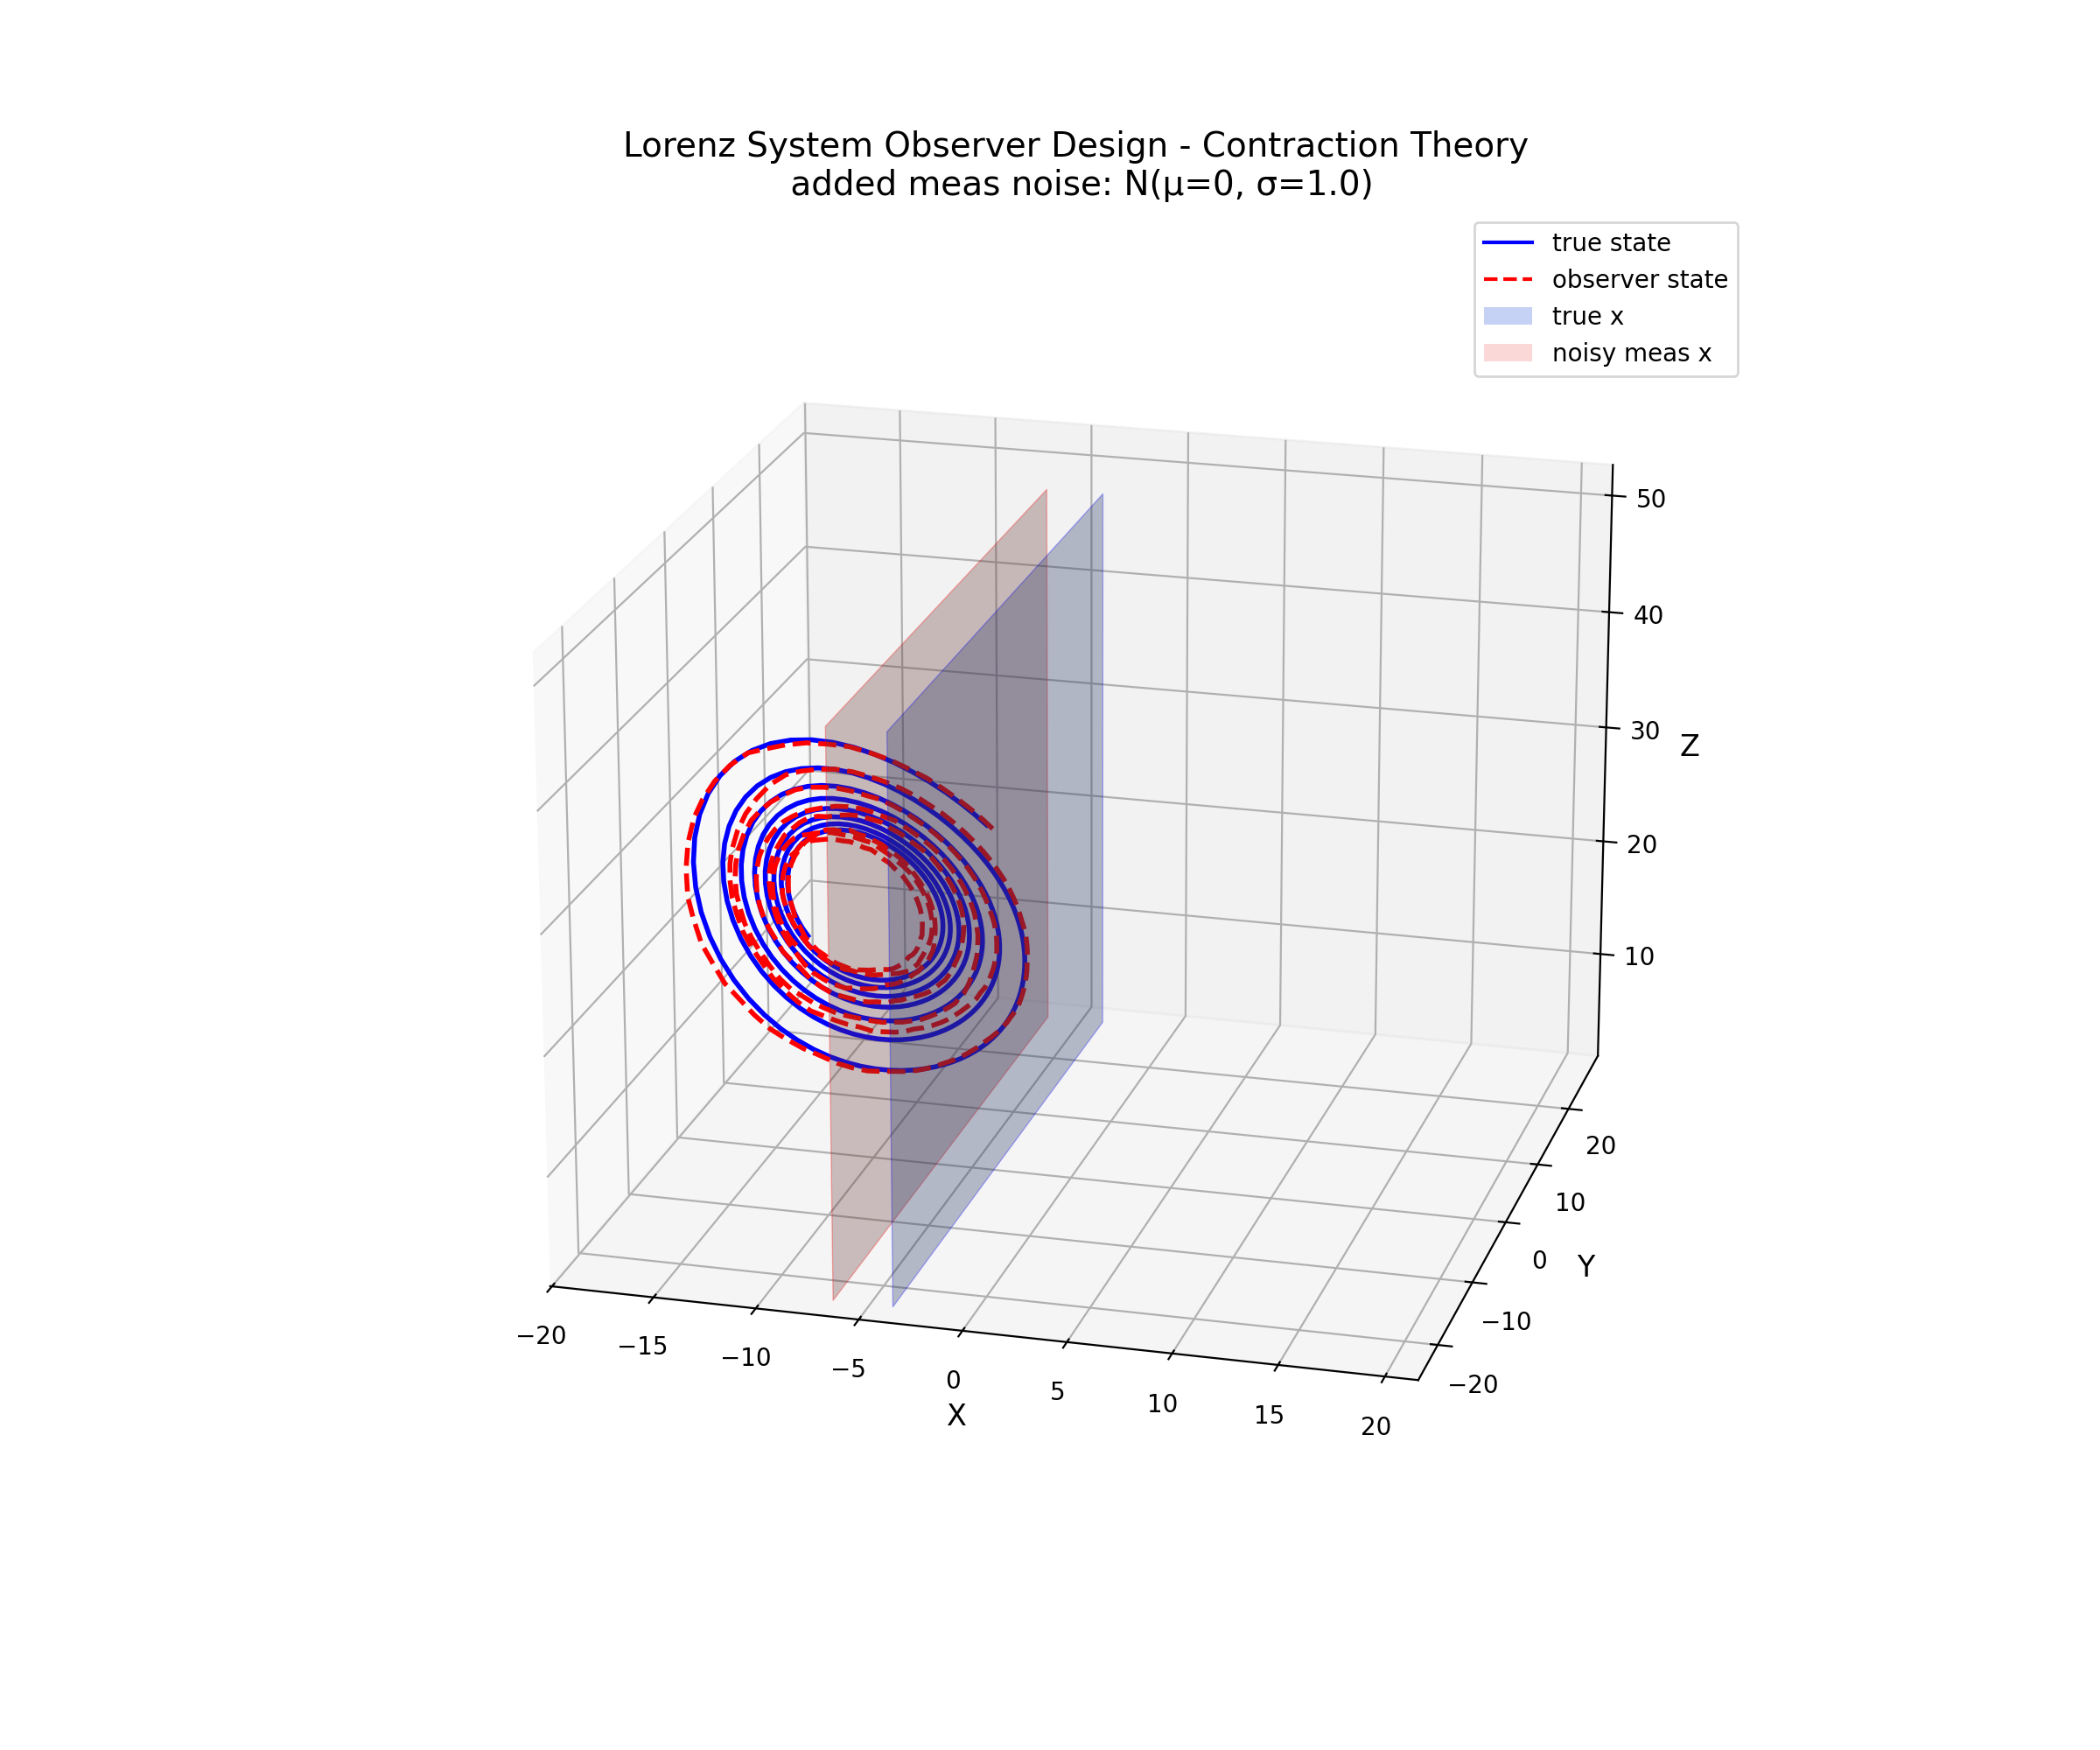 Lorenz System Observer Design - Contraction Theory
added meas noise: N(μ=0, σ=1.0)
true state
observer state
true x
noisy meas x
50
40
30
Z
20
10
20
10
0
Y
−10
−20
−20
−15
−10
−5
0
5
10
15
20
X